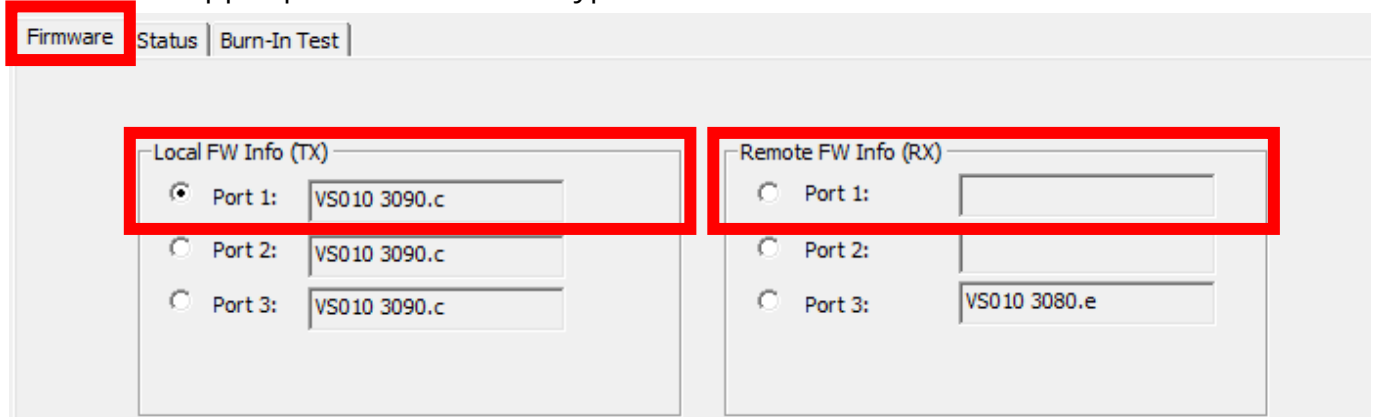 Firmware Status Burn-In Test
Local FW Info (TX)
Port 1: VS010 3090.c
Port 2: VS010 3090.c
Port 3: VS010 3090.c
Remote FW Info (RX)
Port 1:
Port 2:
Port 3: VS010 3080.e